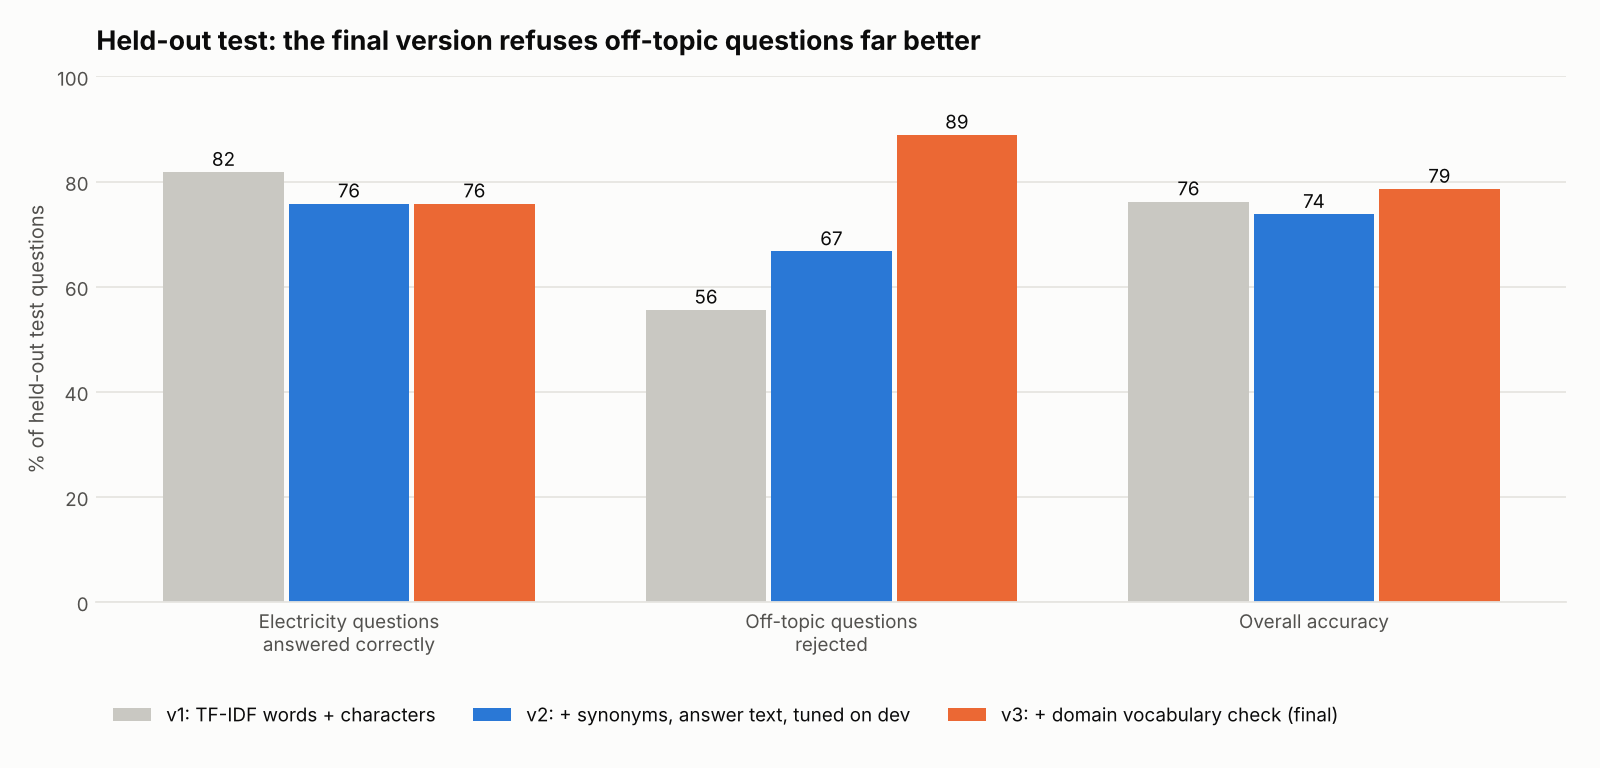 Held-out test: the final version refuses off-topic questions far better
% of held-out test questions
100
80
60
40
20
0
82
76
76
56
67
89
76
74
79
Electricity questions
answered correctly
Off-topic questions
rejected
Overall accuracy
v1: TF-IDF words + characters
v2: + synonyms, answer text, tuned on dev
v3: + domain vocabulary check (final)